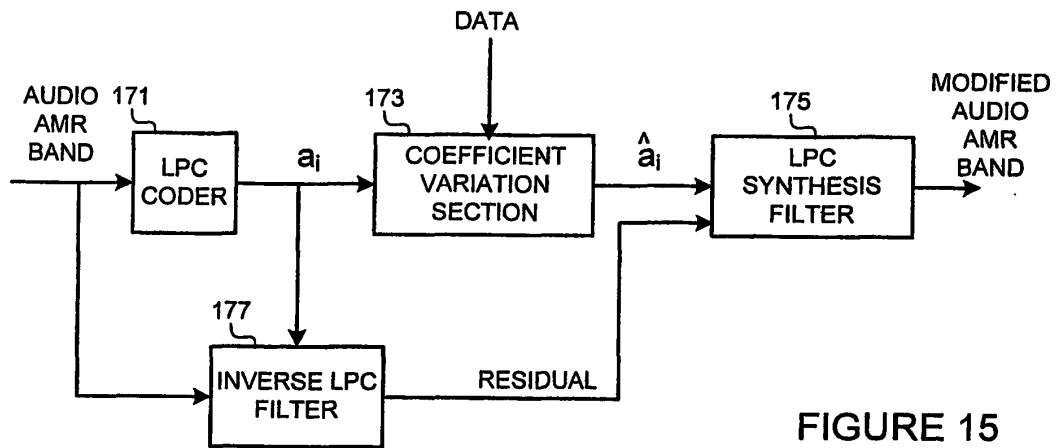 DATA
AUDIO
AMR
BAND
171
LPC
CODER
aᵢ
173
COEFFICIENT
VARIATION
SECTION
âᵢ
175
LPC
SYNTHESIS
FILTER
MODIFIED
AUDIO
AMR
BAND
177
INVERSE LPC
FILTER
RESIDUAL
FIGURE 15